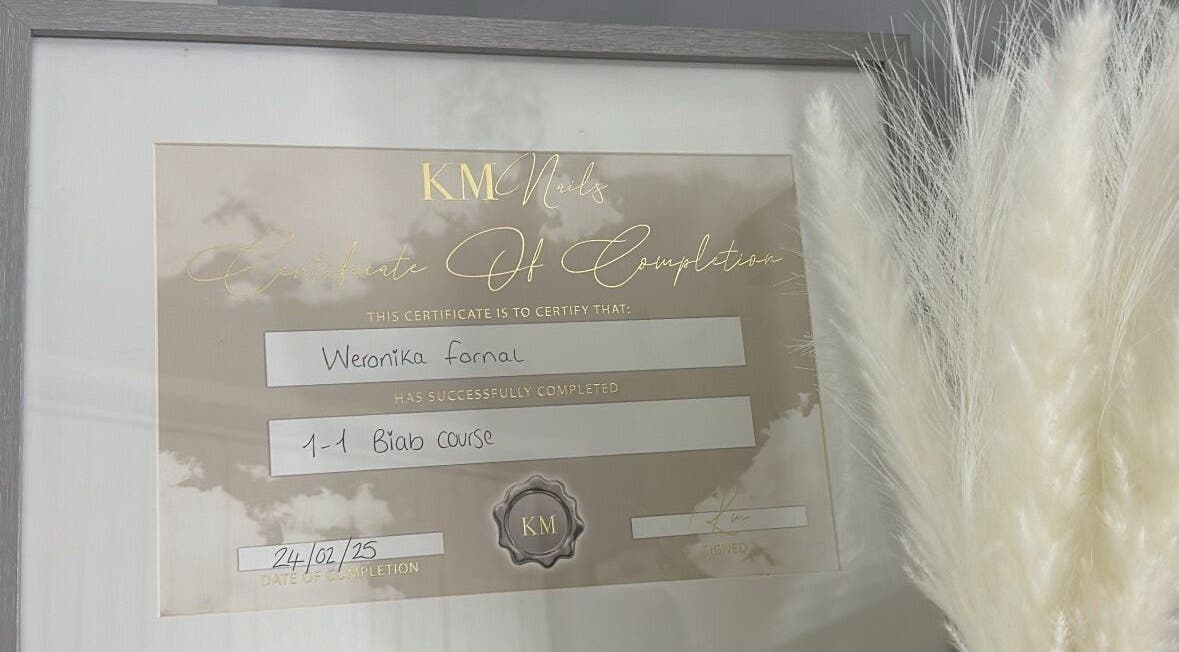 KM Nails
Certificate Of Completion
THIS CERTIFICATE IS TO CERTIFY THAT:
Weronika Fornal
HAS SUCCESSFULLY COMPLETED
1-1 Biab course
KM
Km
24/02/25
SIGNED
DATE OF COMPLETION